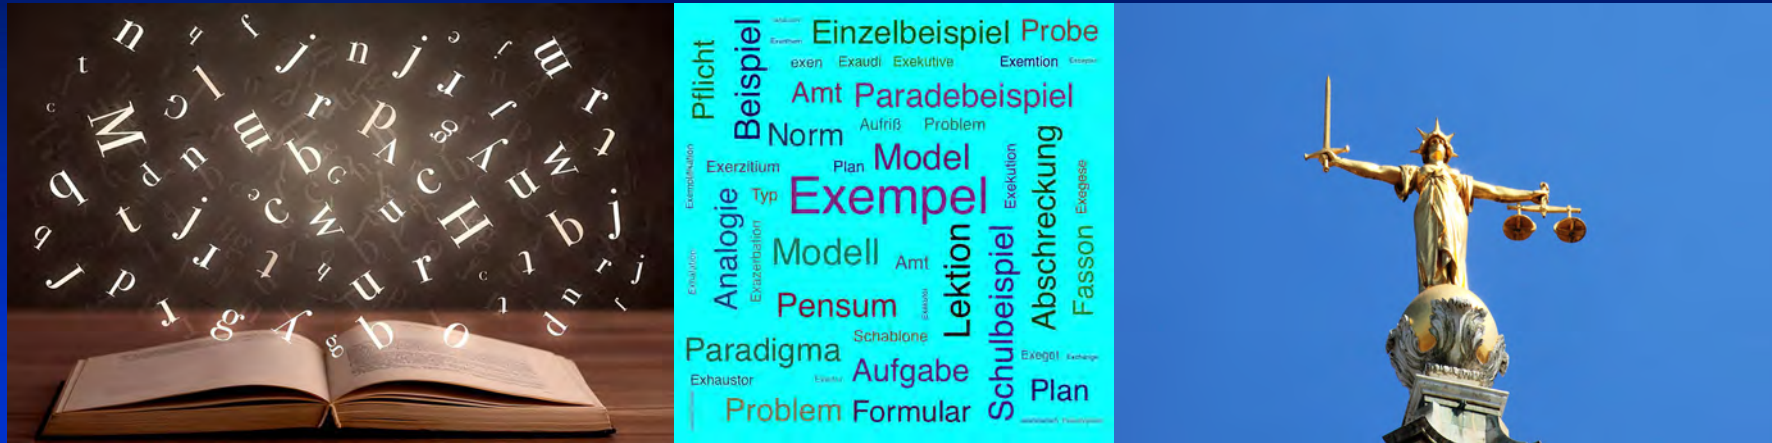 Einzelbeispiel Probe
Pflicht
Beispiel
exen Exaudi Exekutive Exemtion
Amt Paradebeispiel
Norm Aufriß Problem
Exerzitium Plan Model
Typ Exempel
Exekution
Abschreckung
Exegese
Analogie
Exazerbation
Modell Amt
Lektion
Schulbeispiel
Fasson
Pensum
Schablone
Paradigma
Exhaustor Aufgabe
Plan
Problem Formular
n f j n j r m
t
c l r p r
M m b g y w t
q d u G v c u
t j c w u H b j
q
J p r t h u r c r j
r g y g b o d n